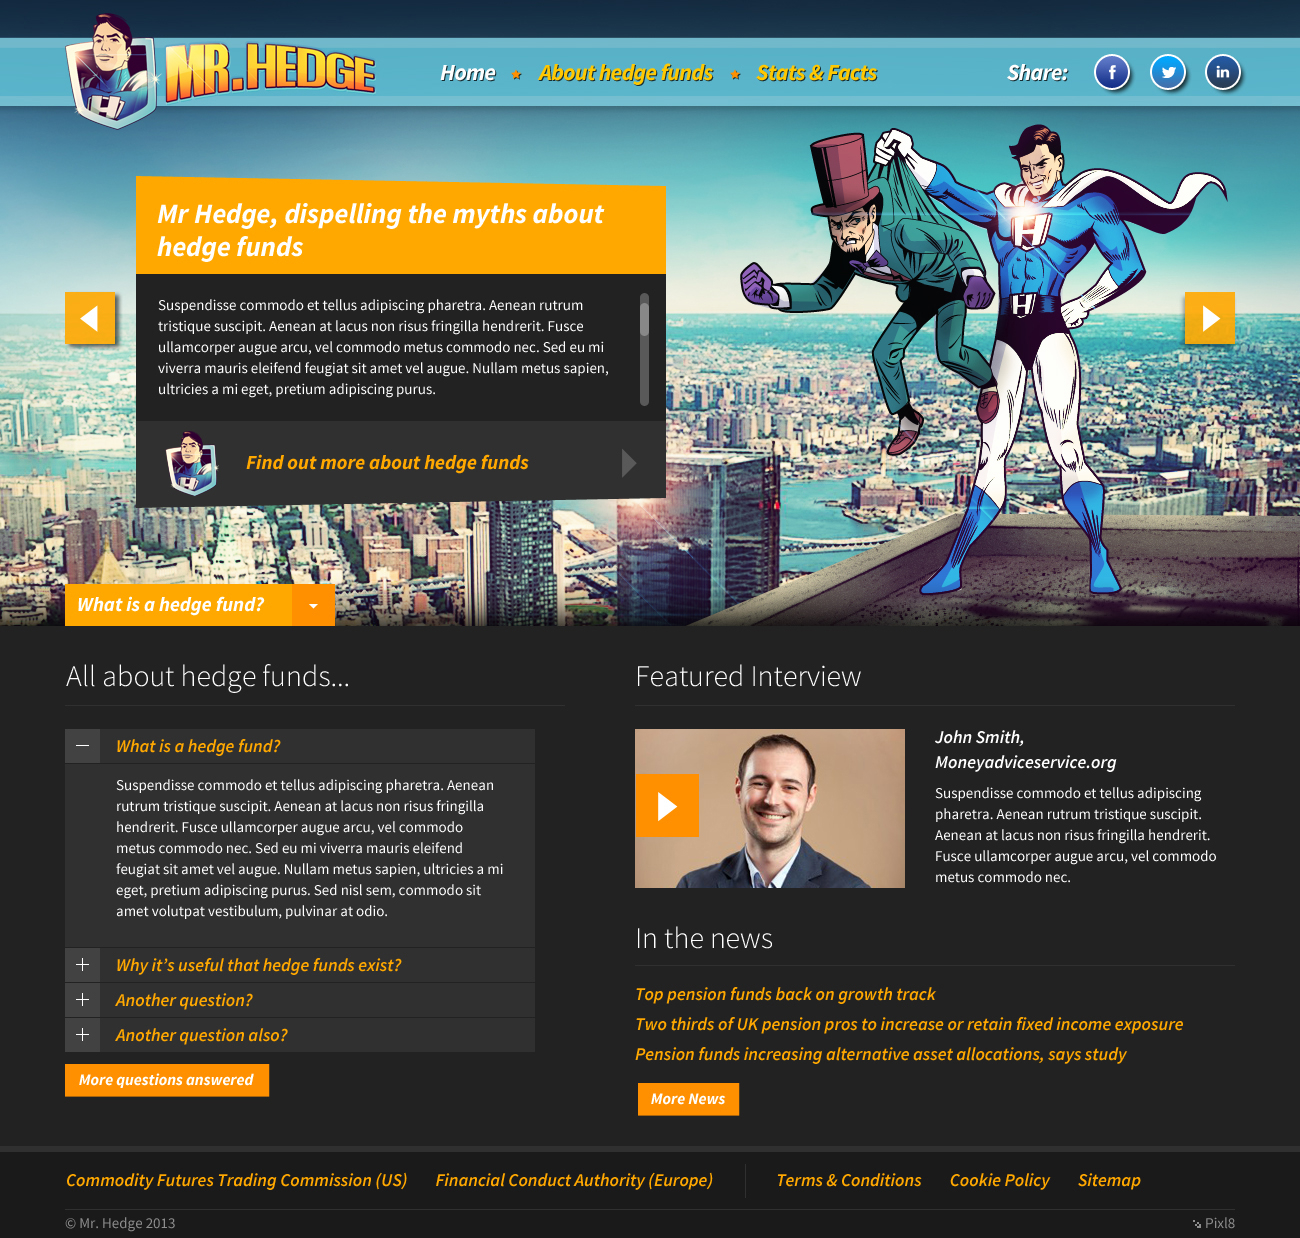 MR. HEDGE
Home
About hedge funds
Stats & Facts
Share:
f
in
Mr Hedge, dispelling the myths about
hedge funds
H
H
Suspendisse commodo et tellus adipiscing pharetra. Aenean rutrum
tristique suscipit. Aenean at lacus non risus fringilla hendrerit. Fusce
ullamcorper augue arcu, vel commodo metus commodo nec. Sed eu mi
viverra mauris eleifend feugiat sit amet vel augue. Nullam metus sapien,
ultricies a mi eget, pretium adipiscing purus.
Find out more about hedge funds
What is a hedge fund?
All about hedge funds...
What is a hedge fund?
Suspendisse commodo et tellus adipiscing pharetra. Aenean
rutrum tristique suscipit. Aenean at lacus non risus fringilla
hendrerit. Fusce ullamcorper augue arcu, vel commodo
metus commodo nec. Sed eu mi viverra mauris eleifend
feugiat sit amet vel augue. Nullam metus sapien, ultricies a mi
eget, pretium adipiscing purus. Sed nisl sem, commodo sit
amet volutpat vestibulum, pulvinar at odio.
Why it's useful that hedge funds exist?
Another question?
Another question also?
More questions answered
Featured Interview
John Smith,
Moneyadviceservice.org
Suspendisse commodo et tellus adipiscing
pharetra. Aenean rutrum tristique suscipit.
Aenean at lacus non risus fringilla hendrerit.
Fusce ullamcorper augue arcu, vel commodo
metus commodo nec.
In the news
Top pension funds back on growth track
Two thirds of UK pension pros to increase or retain fixed income exposure
Pension funds increasing alternative asset allocations, says study
More News
Commodity Futures Trading Commission (US)
Financial Conduct Authority (Europe)
Terms & Conditions
Cookie Policy
Sitemap
© Mr. Hedge 2013
Pixl8